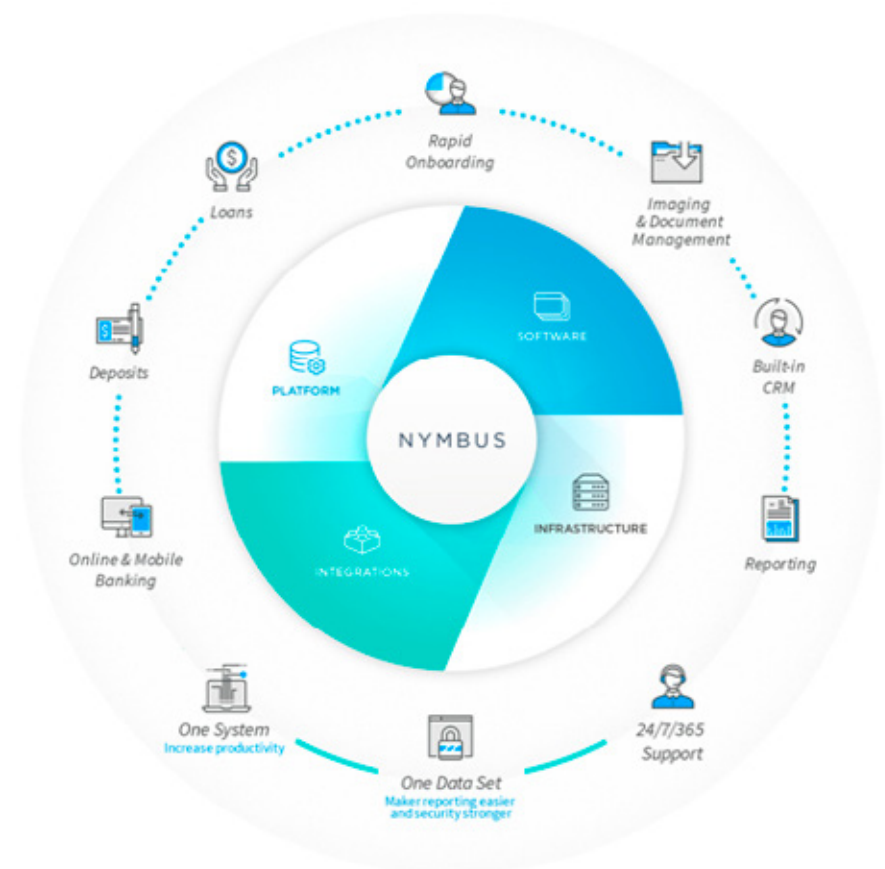 Rapid
Onboarding
Loans
Imaging
& Document
Management
SOFTWARE
Deposits
Built-in
CRM
PLATFORM
NYMBUS
INFRASTRUCTURE
Online & Mobile
Banking
Reporting
INTEGRATIONS
One System
Increase productivity
24/7/365
Support
One Data Set
Maker reporting easier
and security stronger